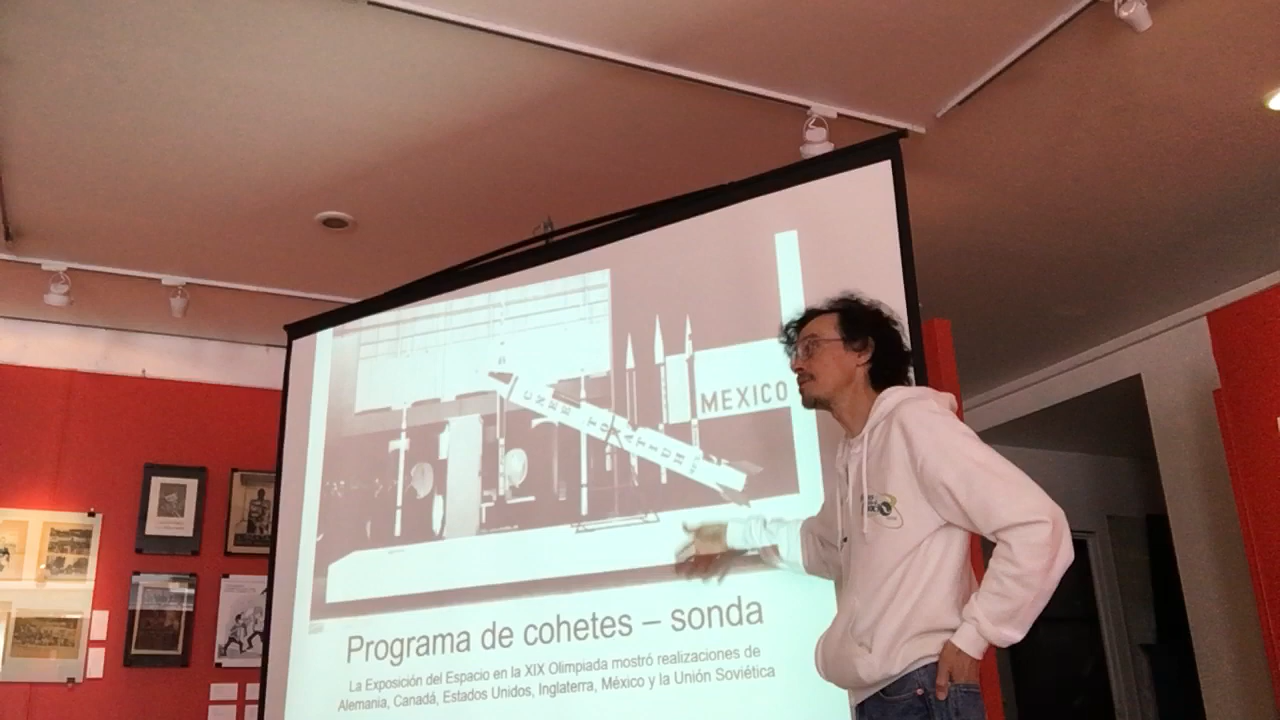 MEXICO
Programa de cohetes – sonda
La Exposición del Espacio en la XIX Olimpiada mostró realizaciones de
Alemania, Canadá, Estados Unidos, Inglaterra, México y la Unión Soviética